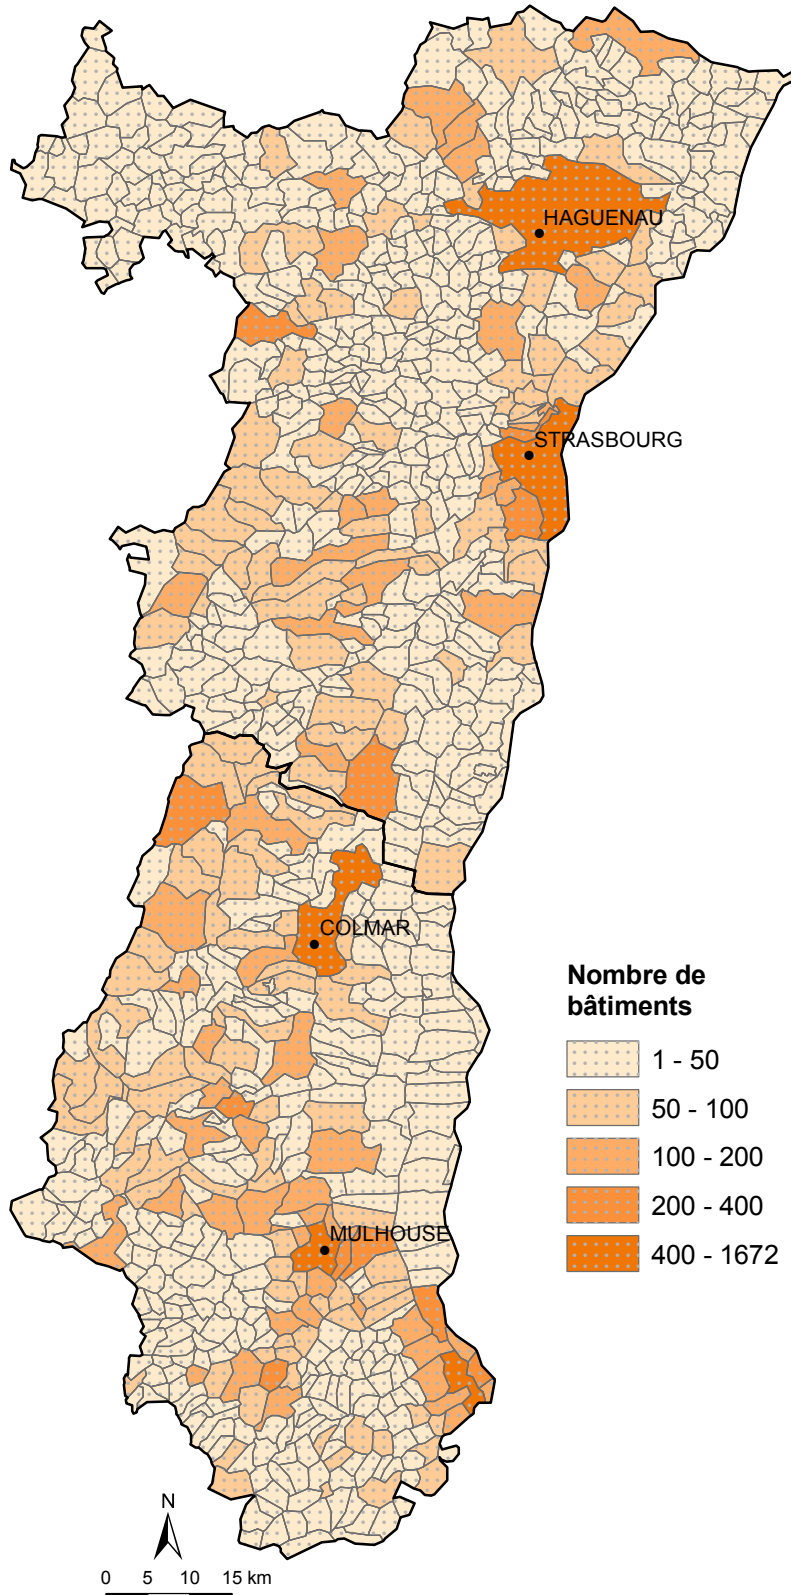 HAGUENAU
STRASBOURG
COLMAR
Nombre de
bâtiments
1 - 50
50 - 100
100 - 200
200 - 400
400 - 1672
MULHOUSE
N
0 5 10 15 km